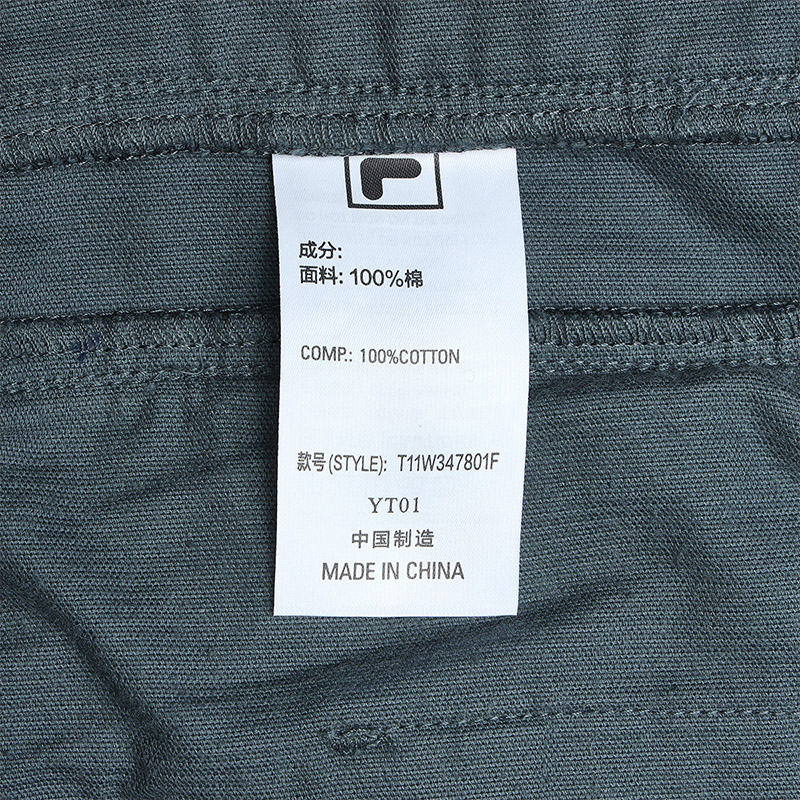 成分:
面料: 100%棉
COMP.: 100%COTTON
款号(STYLE): T11W347801F
YT01
中国制造
MADE IN CHINA